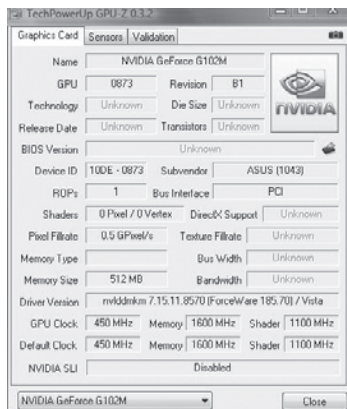 TechPowerUp GPU-Z 0.3.2
Graphics Card Sensors Validation
Name NVIDIA GeForce G102M
GPU 0873 Revision B1
Technology Unknown Die Size Unknown
Release Date Unknown Transistors Unknown
NVIDIA
BIOS Version Unknown
Device ID 10DE - 0873 Subvendor ASUS (1043)
ROPs 1 Bus Interface PCI
Shaders 0 Pixel / 0 Vertex DirectX Support Unknown
Pixel Fillrate 0.5 GPixel/s Texture Fillrate Unknown
Memory Type Bus Width Unknown
Memory Size 512 MB Bandwidth Unknown
Driver Version nvlddmkm 7.15.11.8570 (ForceWare 185.70) / Vista
GPU Clock 450 MHz Memory 1600 MHz Shader 1100 MHz
Default Clock 450 MHz Memory 1600 MHz Shader 1100 MHz
NVIDIA SLI Disabled
NVIDIA GeForce G102M Close